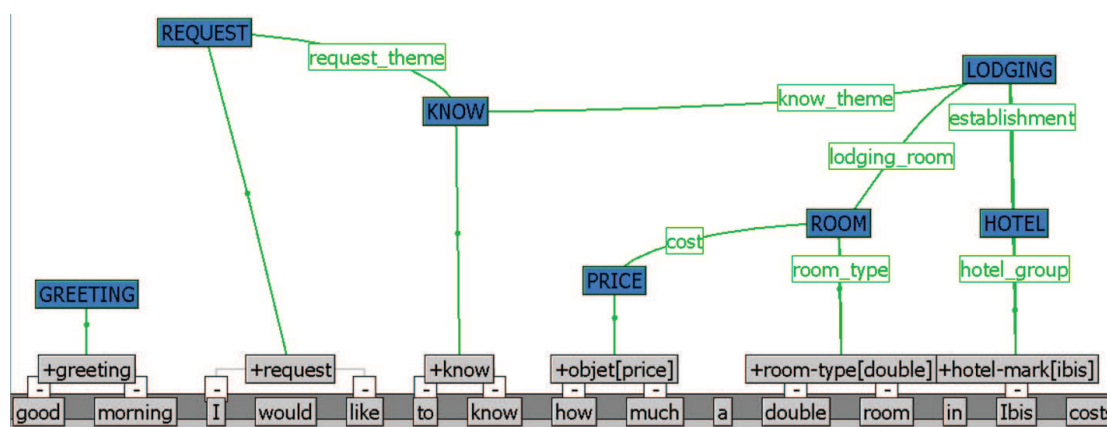 REQUEST
request_theme
LODGING
KNOW
know_theme
establishment
lodging_room
ROOM
HOTEL
cost
PRICE
room_type
hotel_group
GREETING
+greeting +request +know +objet[price] +room-type[double] +hotel-mark[ibis]
- - - - - - - - - - -
good morning I would like to know how much a double room in Ibis costs